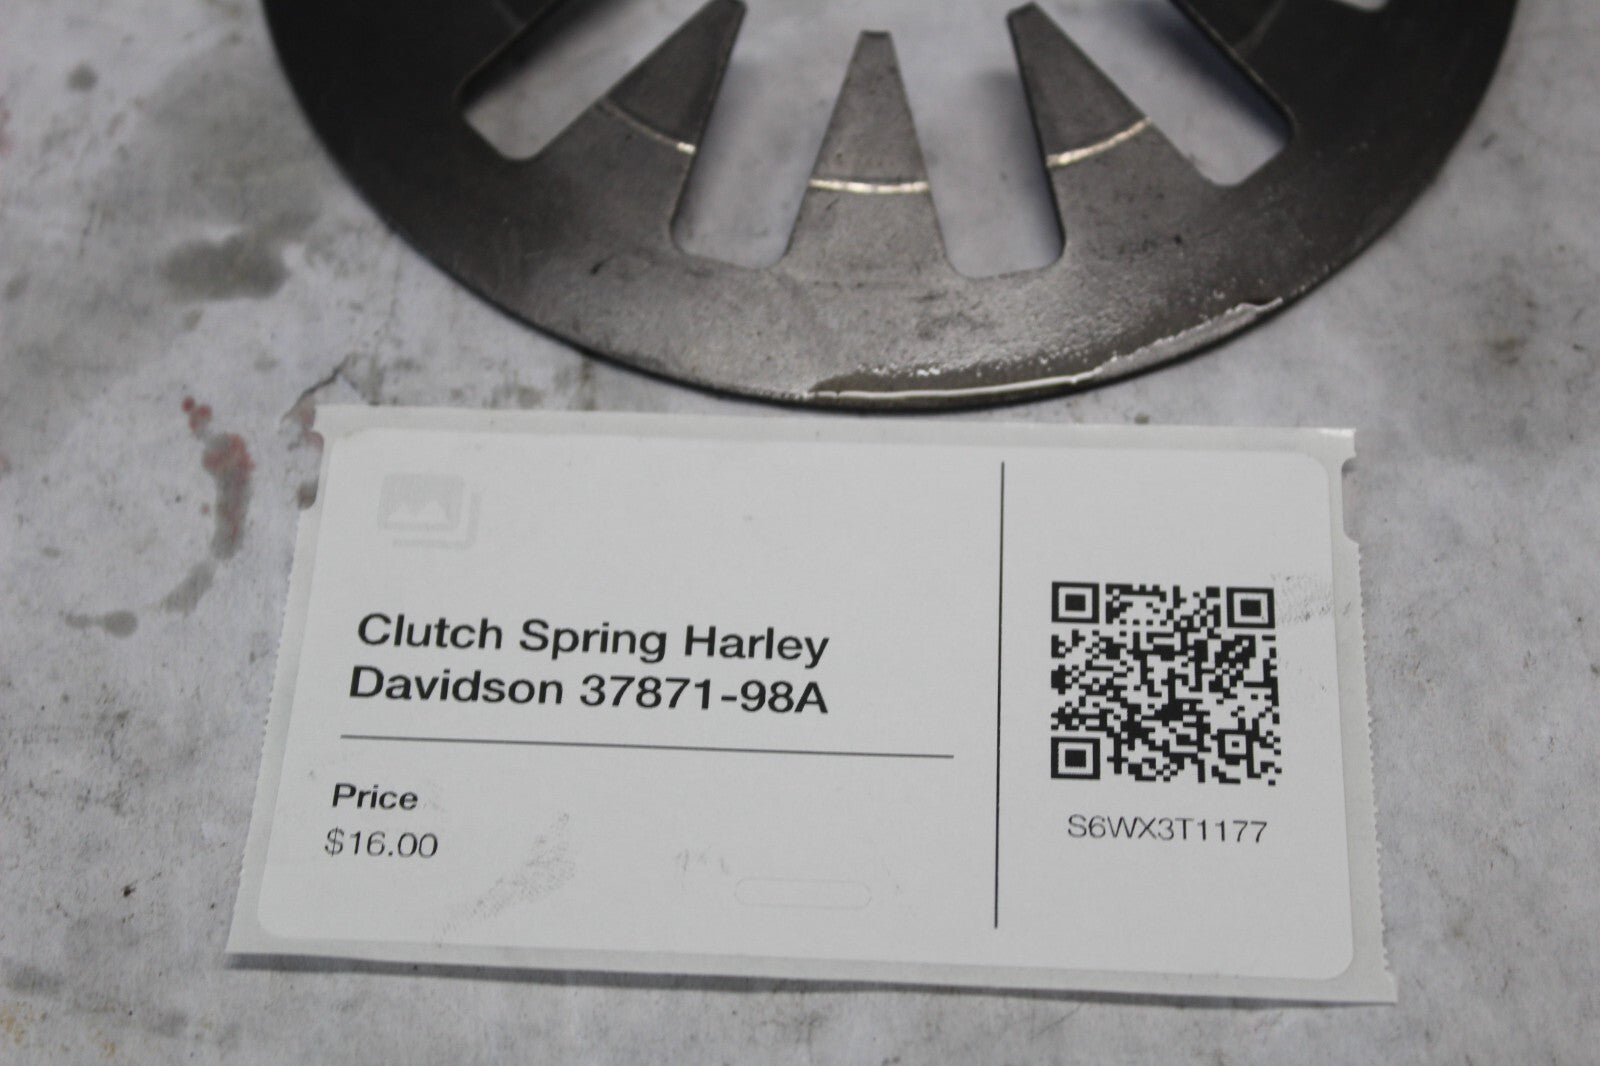 Clutch Spring Harley
Davidson 37871-98A
Price
$16.00
S6WX3T1177